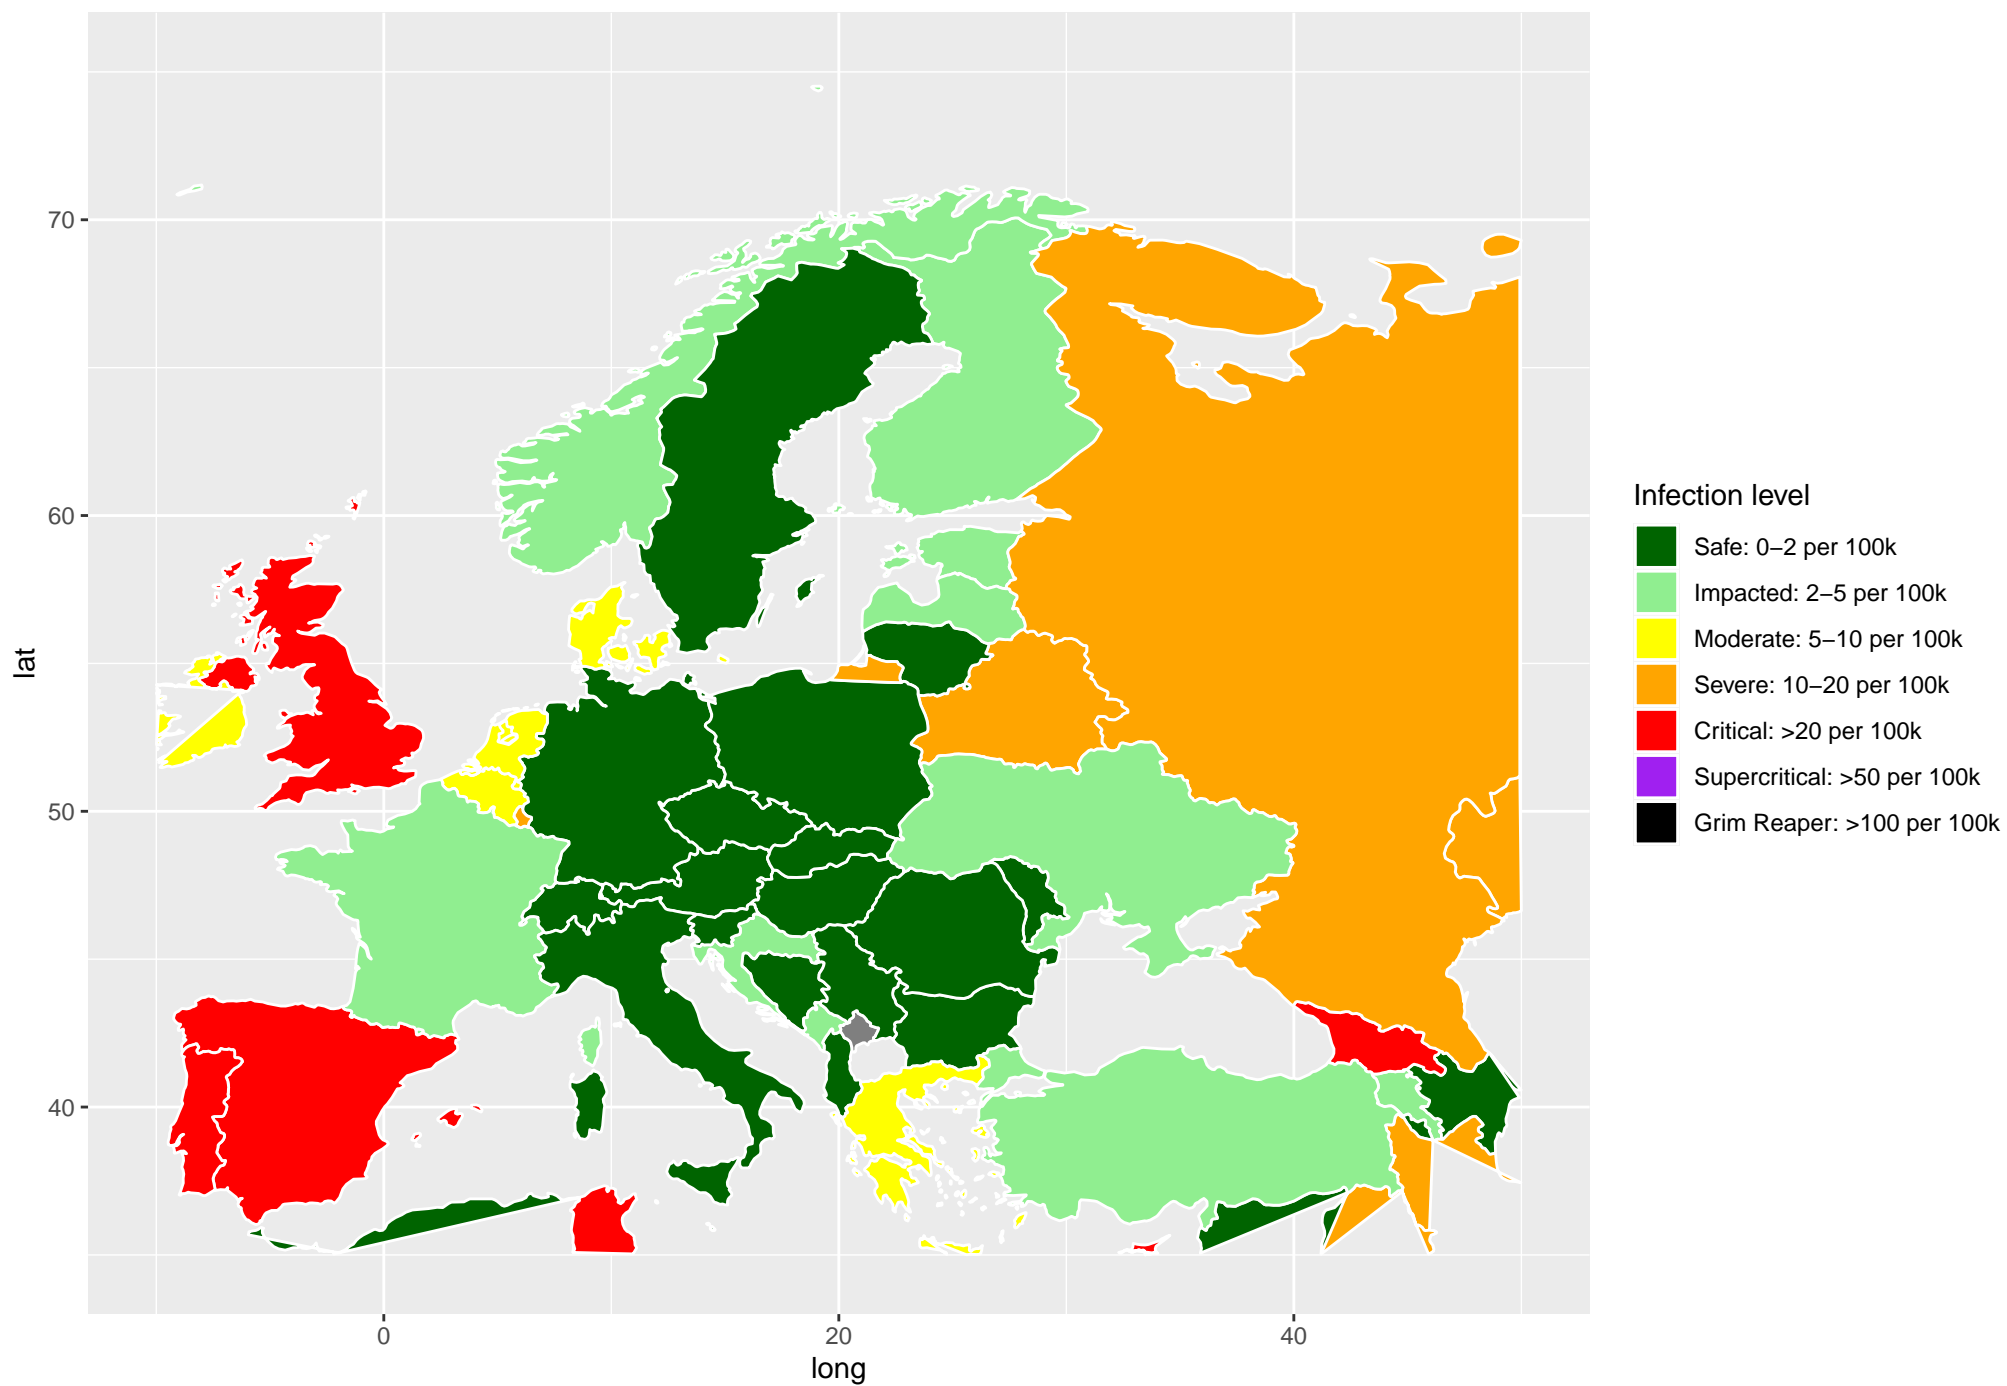 70
60
50
40
lat
0
20
40
long
Infection level
Safe: 0−2 per 100k
Impacted: 2−5 per 100k
Moderate: 5−10 per 100k
Severe: 10−20 per 100k
Critical: >20 per 100k
Supercritical: >50 per 100k
Grim Reaper: >100 per 100k